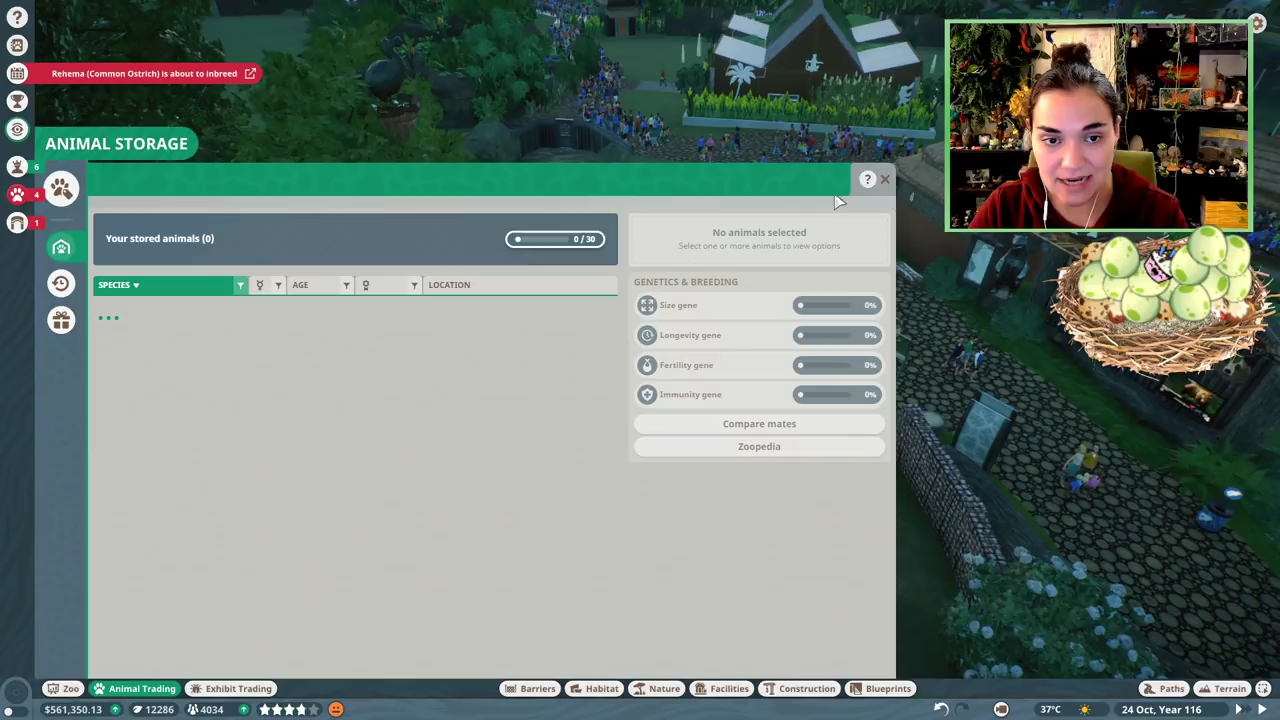 ?
Rehema (Common Ostrich) is about to inbreed
ANIMAL STORAGE
6
4
1
?
Your stored animals (0)
0 / 30
No animals selected
Select one or more animals to view options
SPECIES
AGE
LOCATION
GENETICS & BREEDING
Size gene
0%
Longevity gene
0%
Fertility gene
0%
Immunity gene
0%
Compare mates
Zoopedia
Zoo
Animal Trading
Exhibit Trading
Barriers
Habitat
Nature
Facilities
Construction
Blueprints
Paths
Terrain
$561,350.13
12286
4034
37°C
24 Oct, Year 116